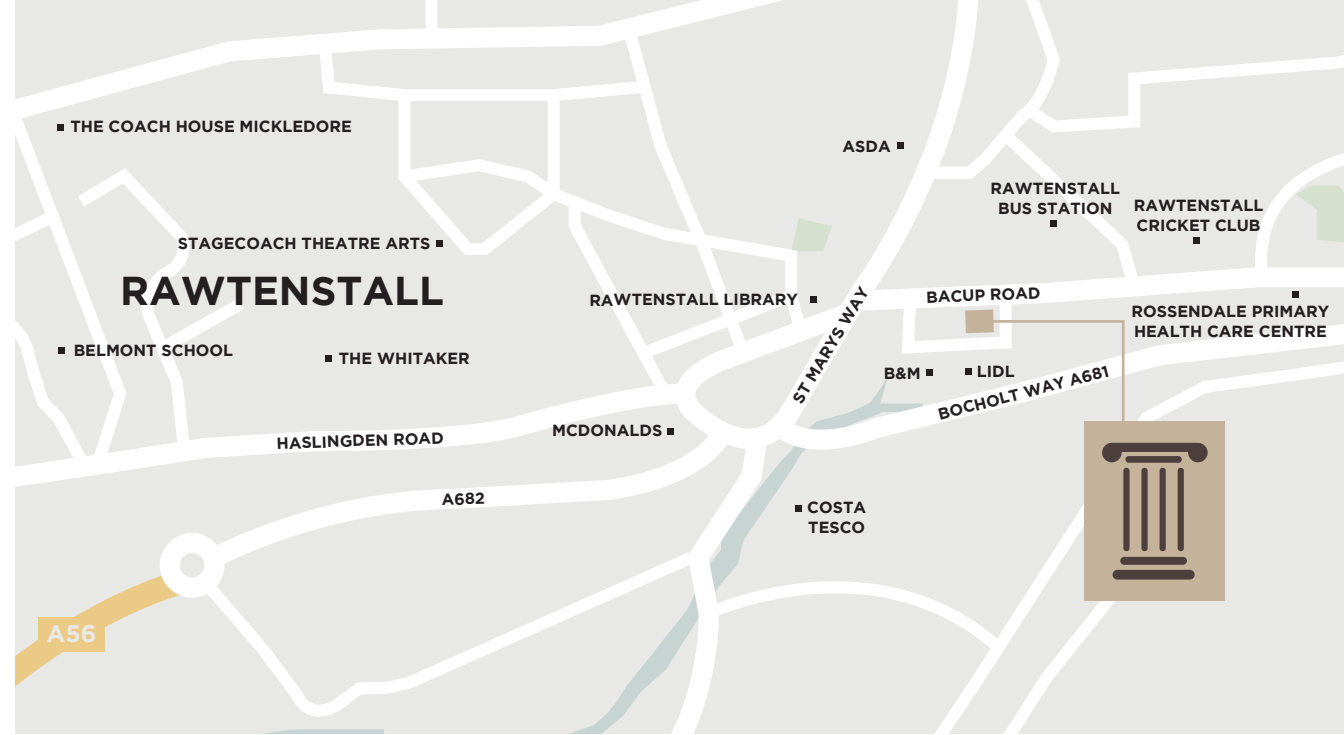 THE COACH HOUSE MICKLEDORE
ASDA
RAWTENSTALL
BUS STATION
RAWTENSTALL
CRICKET CLUB
STAGECOACH THEATRE ARTS
RAWTENSTALL
RAWTENSTALL LIBRARY
ST MARYS WAY
BACUP ROAD
ROSSENDALE PRIMARY
HEALTH CARE CENTRE
BELMONT SCHOOL
THE WHITAKER
B&M
LIDL
BOCHOLT WAY A681
HASLINGDEN ROAD
MCDONALDS
A682
COSTA
TESCO
A56